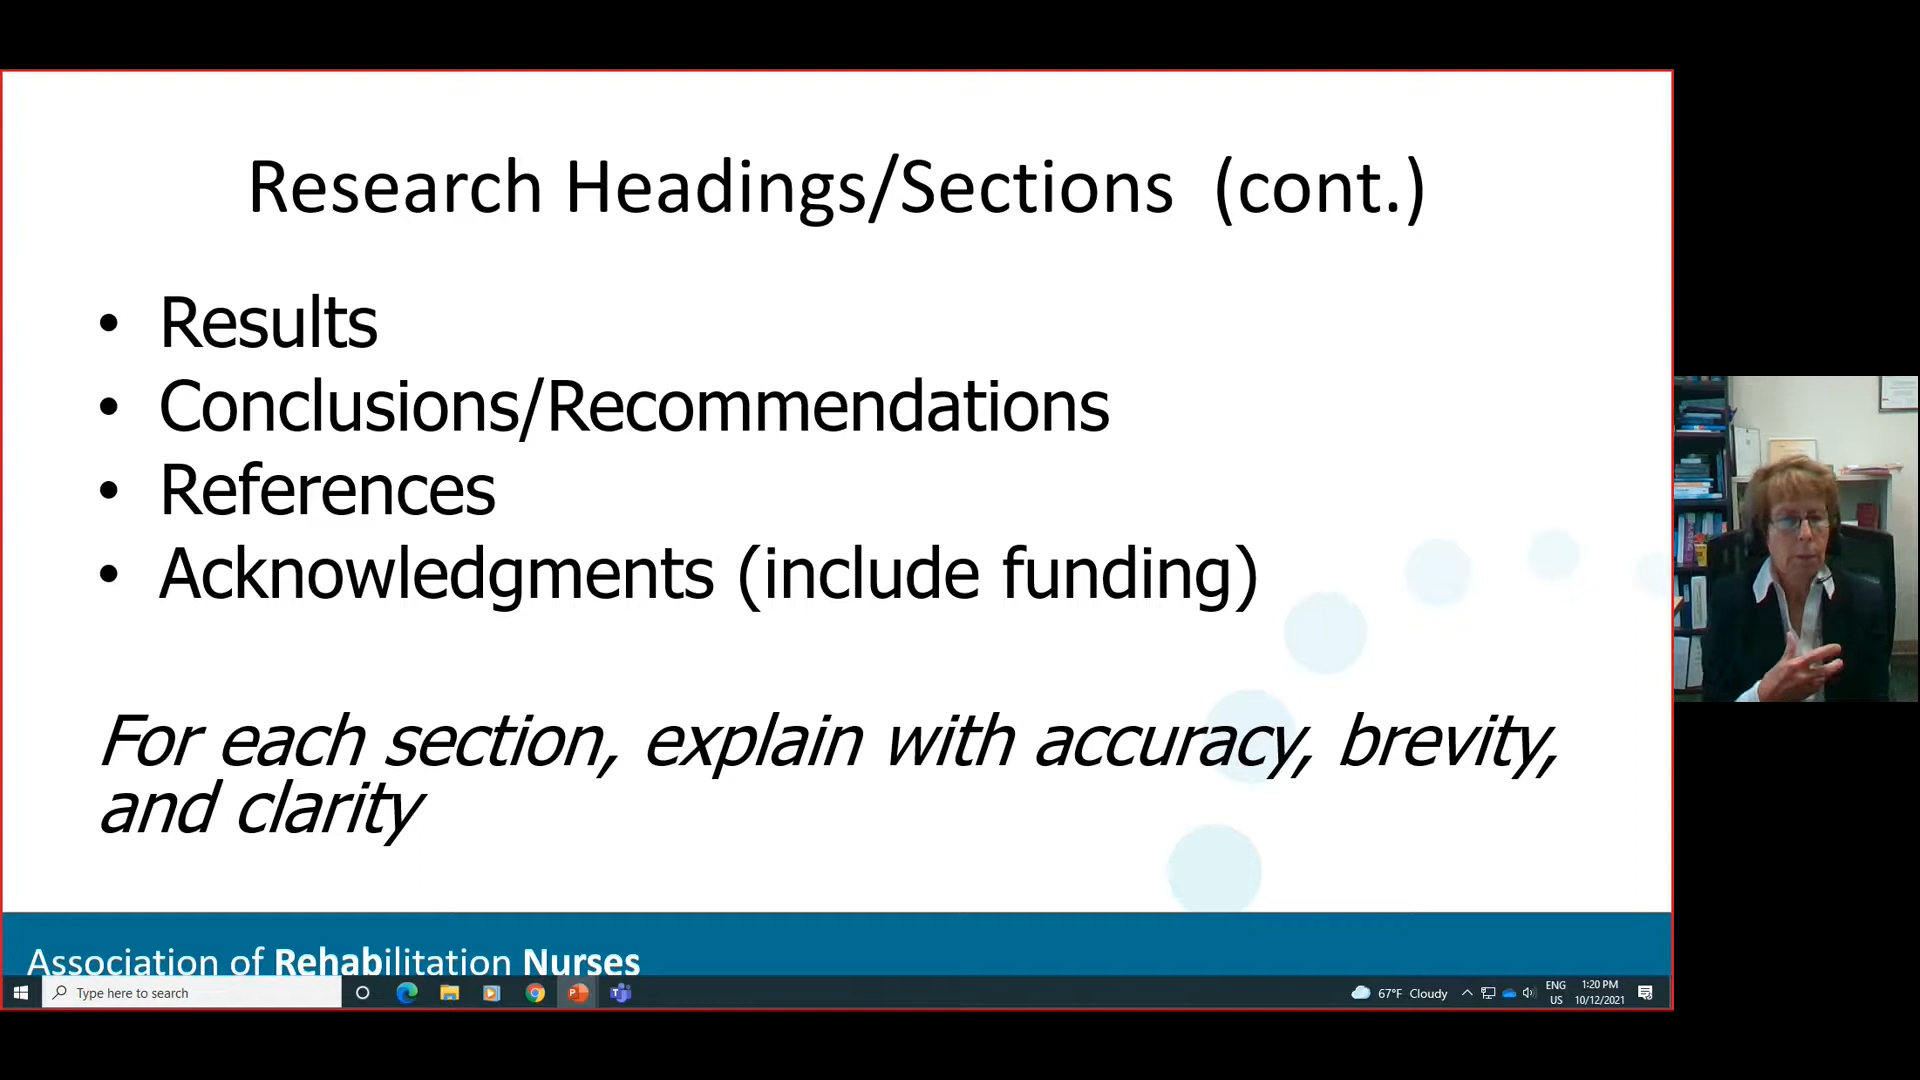 Research Headings/Sections (cont.)
• Results
• Conclusions/Recommendations
• References
• Acknowledgments (include funding)
For each section, explain with accuracy, brevity,
and clarity
Association of Rehabilitation Nurses
Type here to search
67°F Cloudy
ENG
US
1:20 PM
10/12/2021